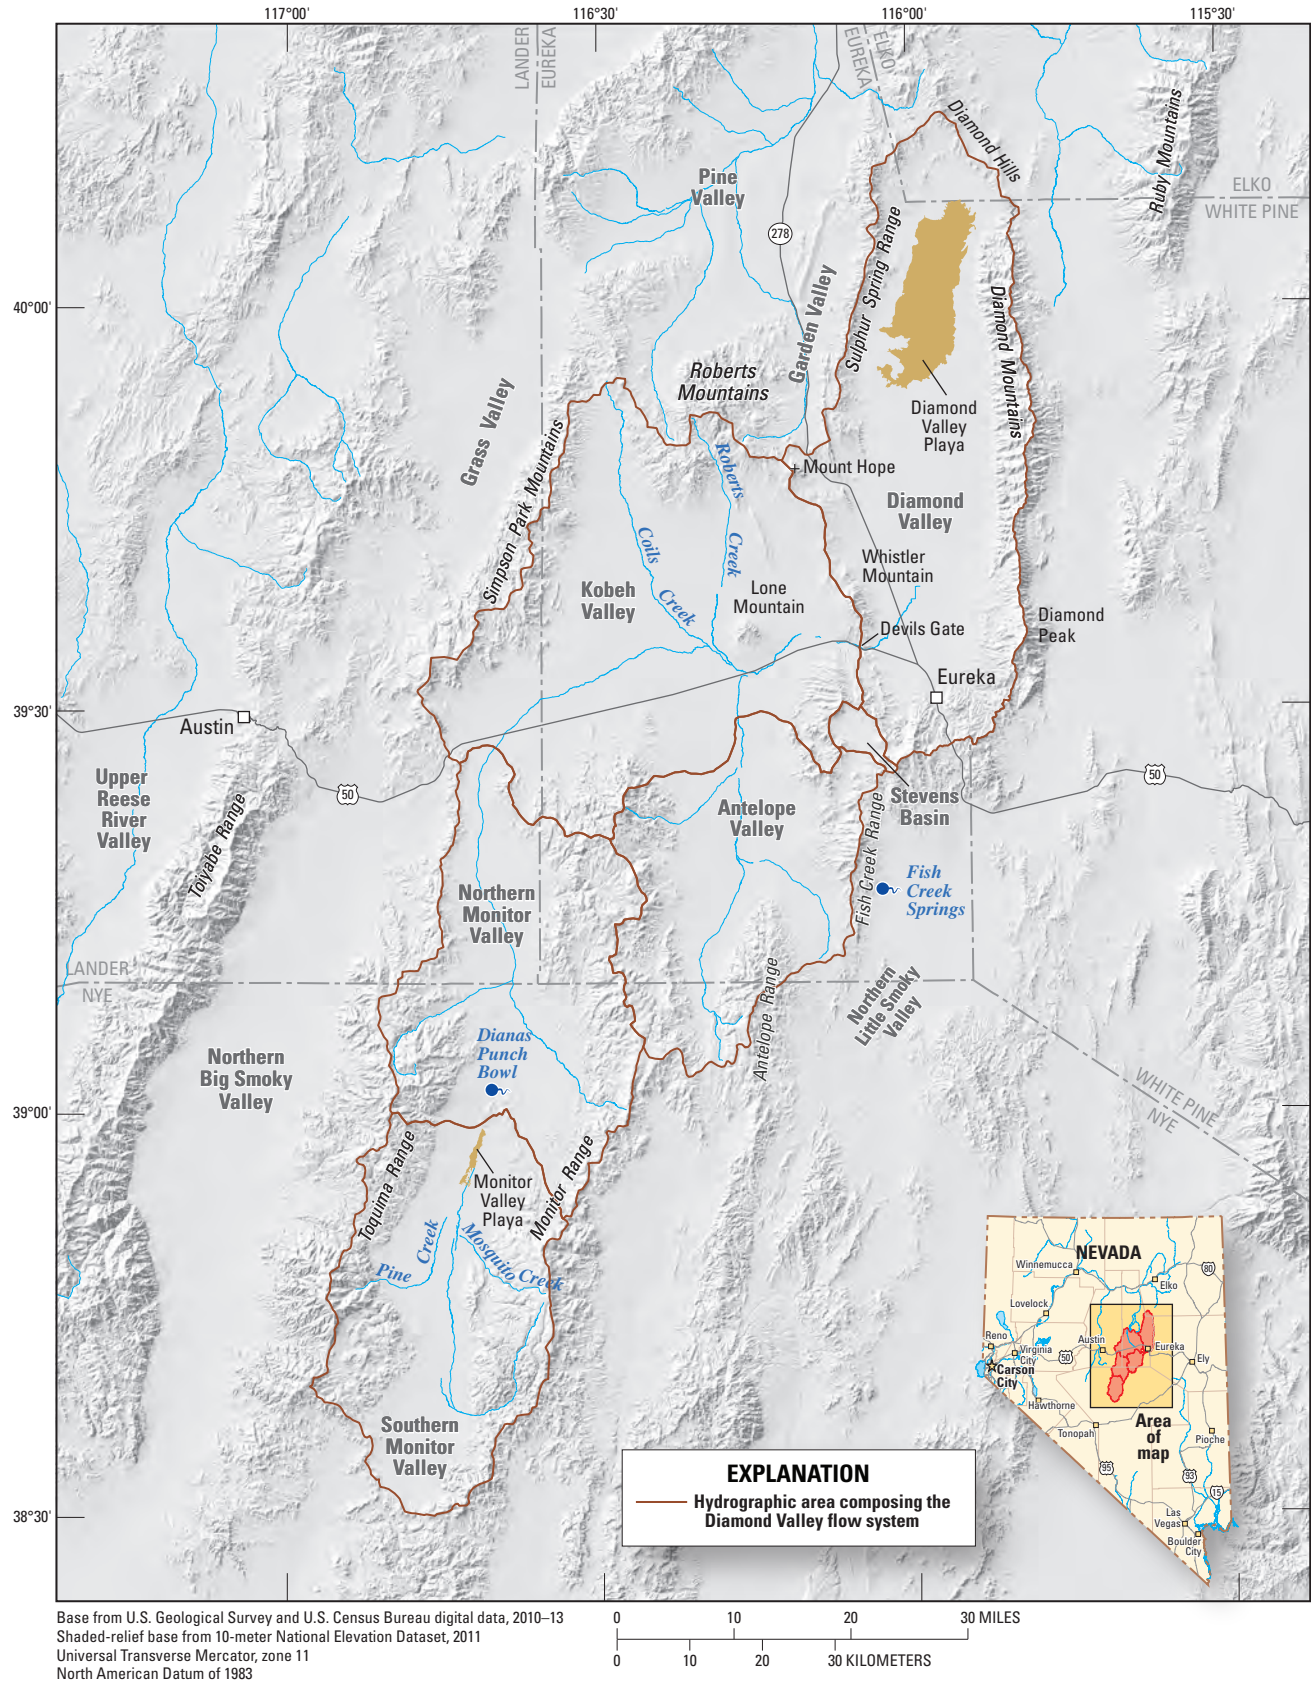 117°00'
116°30'
116°00'
115°30'
LANDER
EUREKA
EUREKA
ELKO
Diamond Hills
Ruby Mountains
Pine
Valley
ELKO
WHITE PINE
278
Sulphur Spring Range
Garden Valley
Diamond Mountains
40°00'
Roberts
Mountains
Grass Valley
Diamond
Valley
Playa
Simpson Park Mountains
Roberts
Creek
Mount Hope
Diamond
Valley
Coils
Creek
Whistler
Mountain
Kobeh
Valley
Lone
Mountain
Devils Gate
Diamond
Peak
Eureka
39°30'
Austin
50
50
Upper
Reese
River
Valley
Toiyabe Range
Antelope
Valley
Stevens
Basin
Fish Creek Range
Fish
Creek
Springs
Northern
Monitor
Valley
LANDER
NYE
Antelope Range
Northern
Little Smoky
Valley
Northern
Big Smoky
Valley
Dianas
Punch
Bowl
WHITE PINE
NYE
39°00'
Toquima Range
Monitor Range
Monitor
Valley
Playa
Pine
Creek
Mosquito Creek
Southern
Monitor
Valley
38°30'
NEVADA
Winnemucca
80
Elko
Lovelock
Reno
Virginia
City
Carson
City
50
Austin
Eureka
Ely
Hawthorne
Tonopah
Area
of
map
Pioche
95
93
15
Las
Vegas
Boulder
City
EXPLANATION
Hydrographic area composing the
Diamond Valley flow system
Base from U.S. Geological Survey and U.S. Census Bureau digital data, 2010–13
Shaded-relief base from 10-meter National Elevation Dataset, 2011
Universal Transverse Mercator, zone 11
North American Datum of 1983
0 10 20 30 MILES
0 10 20 30 KILOMETERS